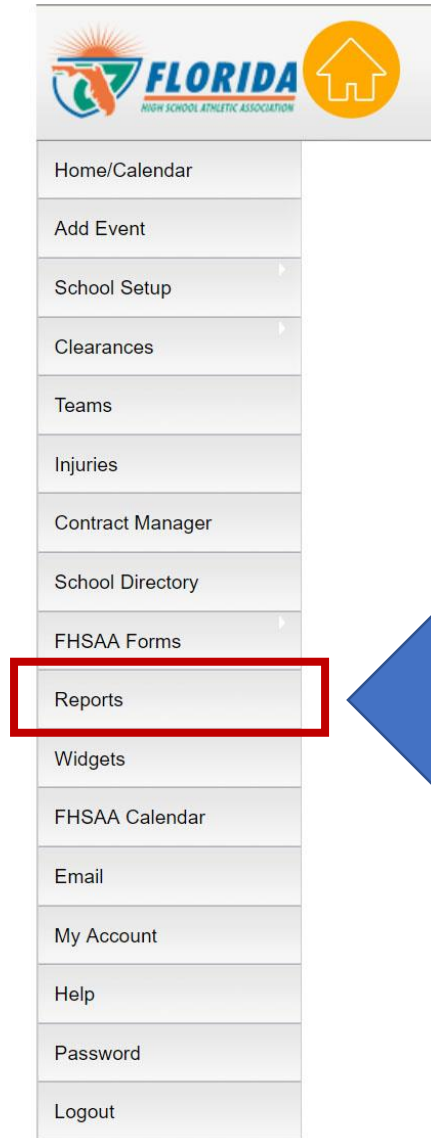 FLORIDA
HIGH SCHOOL ATHLETIC ASSOCIATION
Home/Calendar
Add Event
School Setup
Clearances
Teams
Injuries
Contract Manager
School Directory
FHSAA Forms
Reports
Widgets
FHSAA Calendar
Email
My Account
Help
Password
Logout